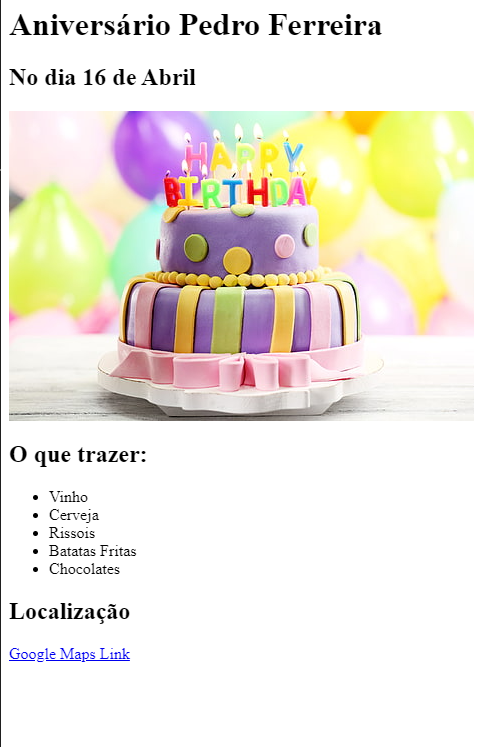 Aniversário Pedro Ferreira
No dia 16 de Abril
HAPPY
BIRTHDAY
O que trazer:
Vinho
Cerveja
Rissois
Batatas Fritas
Chocolates
Localização
Google Maps Link